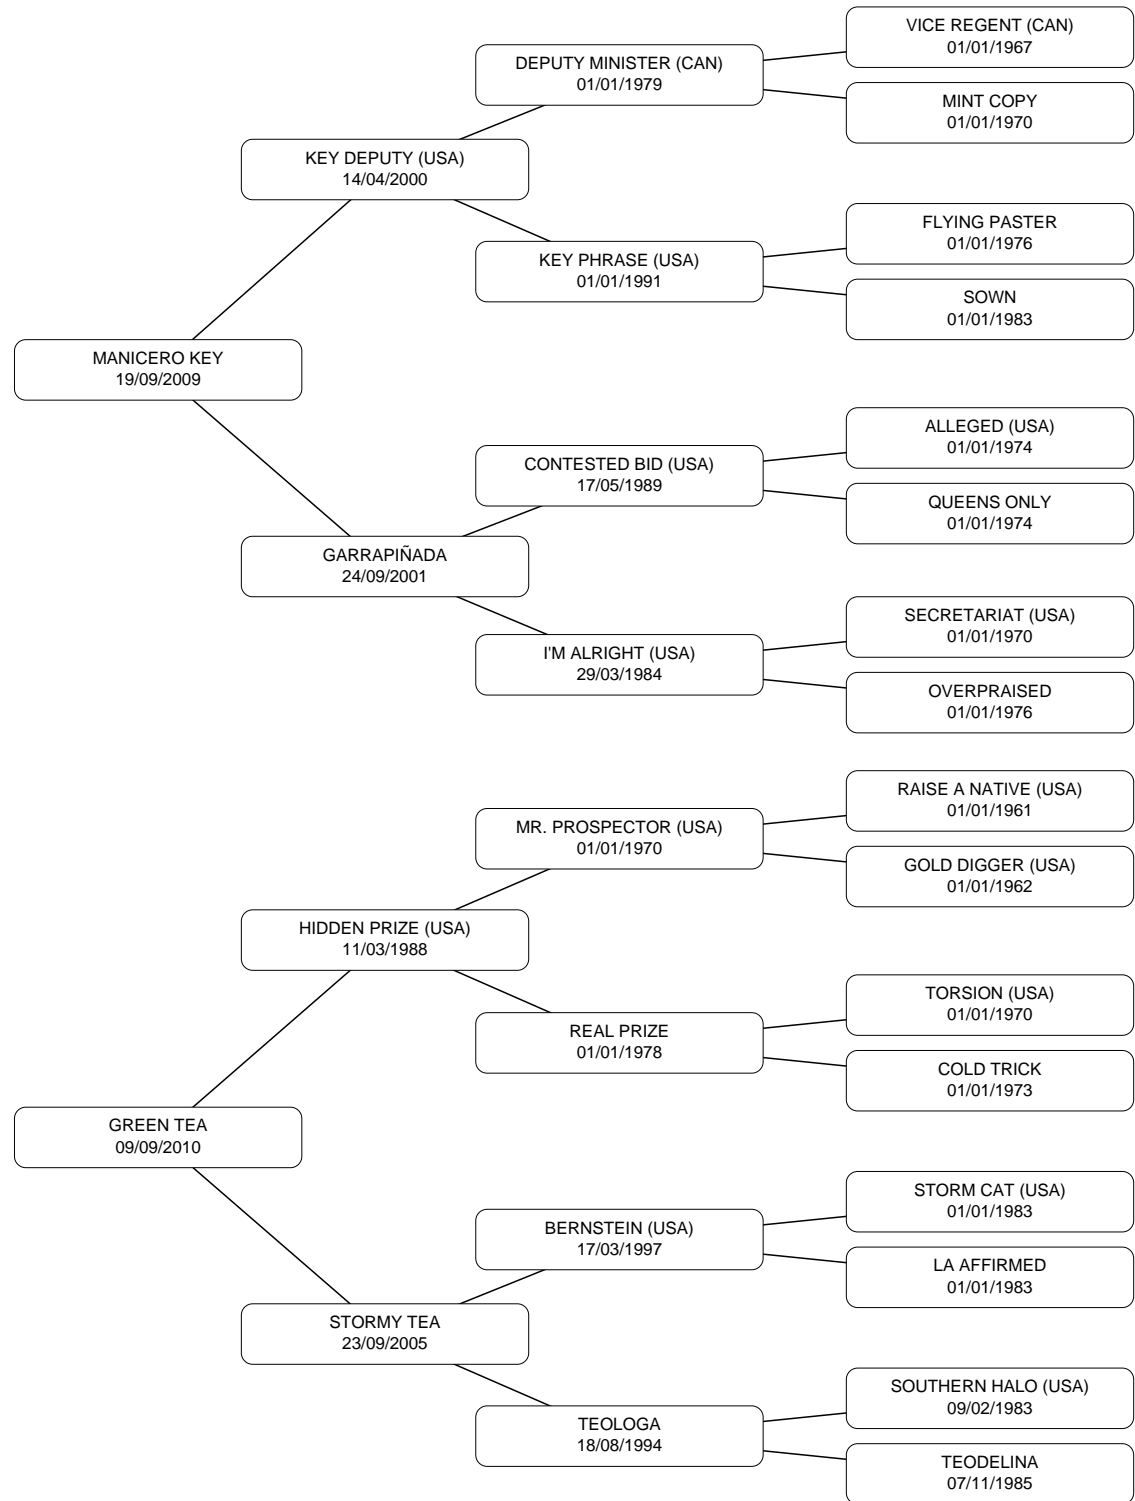 VICE REGENT (CAN)
01/01/1967
DEPUTY MINISTER (CAN)
01/01/1979
MINT COPY
01/01/1970
KEY DEPUTY (USA)
14/04/2000
FLYING PASTER
01/01/1976
KEY PHRASE (USA)
01/01/1991
SOWN
01/01/1983
MANICERO KEY
19/09/2009
ALLEGED (USA)
01/01/1974
CONTESTED BID (USA)
17/05/1989
QUEENS ONLY
01/01/1974
GARRAPIÑADA
24/09/2001
SECRETARIAT (USA)
01/01/1970
I'M ALRIGHT (USA)
29/03/1984
OVERPRAISED
01/01/1976
RAISE A NATIVE (USA)
01/01/1961
MR. PROSPECTOR (USA)
01/01/1970
GOLD DIGGER (USA)
01/01/1962
HIDDEN PRIZE (USA)
11/03/1988
TORSION (USA)
01/01/1970
REAL PRIZE
01/01/1978
COLD TRICK
01/01/1973
GREEN TEA
09/09/2010
STORM CAT (USA)
01/01/1983
BERNSTEIN (USA)
17/03/1997
LA AFFIRMED
01/01/1983
STORMY TEA
23/09/2005
SOUTHERN HALO (USA)
09/02/1983
TEOLOGA
18/08/1994
TEODELINA
07/11/1985